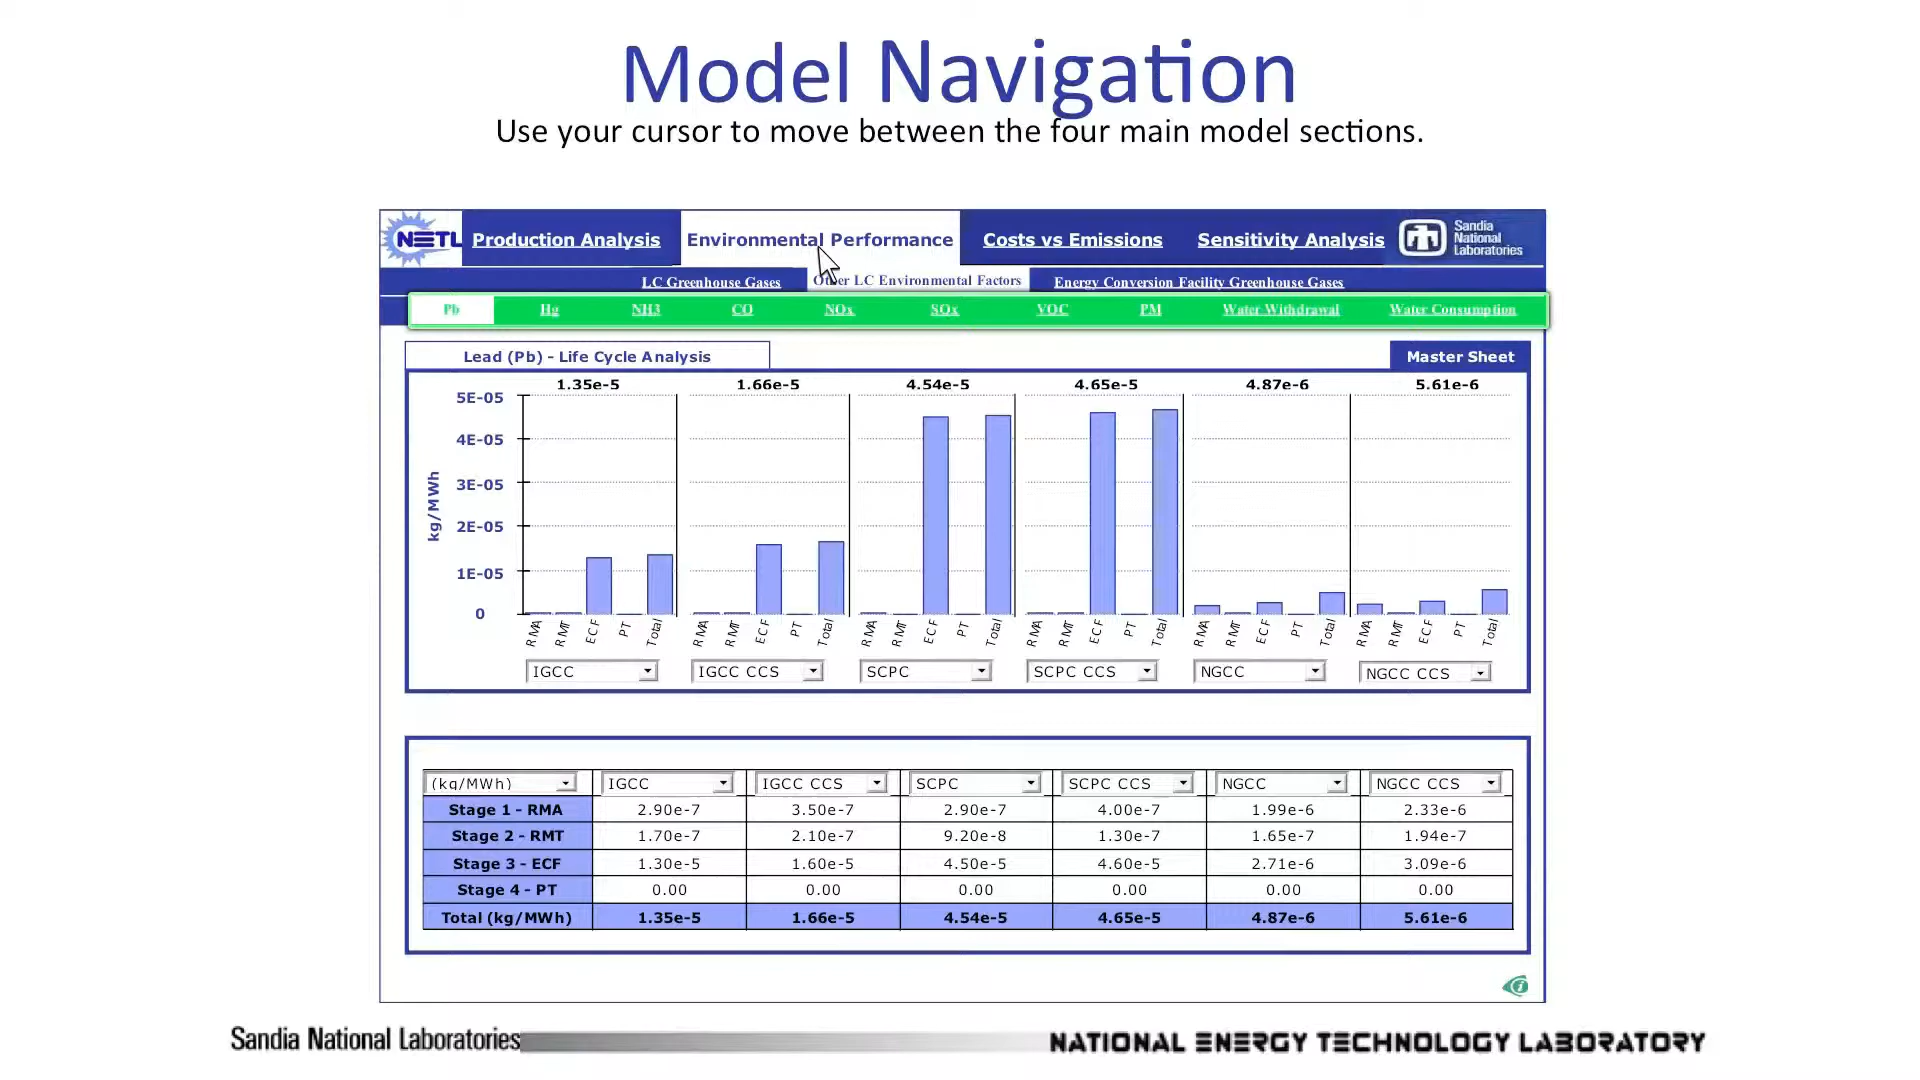 Model Navigation
Use your cursor to move between the four main model sections.
NETL Production Analysis Environmental Performance Costs vs Emissions Sensitivity Analysis Sandia National Laboratories
LC Greenhouse Gases Other LC Environmental Factors Energy Conversion Facility Greenhouse Gases
Pb Hg NH3 CO NOx SOx VOC PM Water Withdrawal Water Consumption
Lead (Pb) - Life Cycle Analysis Master Sheet
1.35e-5 1.66e-5 4.54e-5 4.65e-5 4.87e-6 5.61e-6
kg/MWh
5E-05
4E-05
3E-05
2E-05
1E-05
0
RMA RMT ECF PT Total RMA RMT ECF PT Total RMA RMT ECF PT Total RMA RMT ECF PT Total RMA RMT ECF PT Total RMA RMT ECF PT Total
IGCC IGCC CCS SCPC SCPC CCS NGCC NGCC CCS
(kg/MWh) IGCC IGCC CCS SCPC SCPC CCS NGCC NGCC CCS
Stage 1 - RMA 2.90e-7 3.50e-7 2.90e-7 4.00e-7 1.99e-6 2.33e-6
Stage 2 - RMT 1.70e-7 2.10e-7 9.20e-8 1.30e-7 1.65e-7 1.94e-7
Stage 3 - ECF 1.30e-5 1.60e-5 4.50e-5 4.60e-5 2.71e-6 3.09e-6
Stage 4 - PT 0.00 0.00 0.00 0.00 0.00 0.00
Total (kg/MWh) 1.35e-5 1.66e-5 4.54e-5 4.65e-5 4.87e-6 5.61e-6
Sandia National Laboratories NATIONAL ENERGY TECHNOLOGY LABORATORY